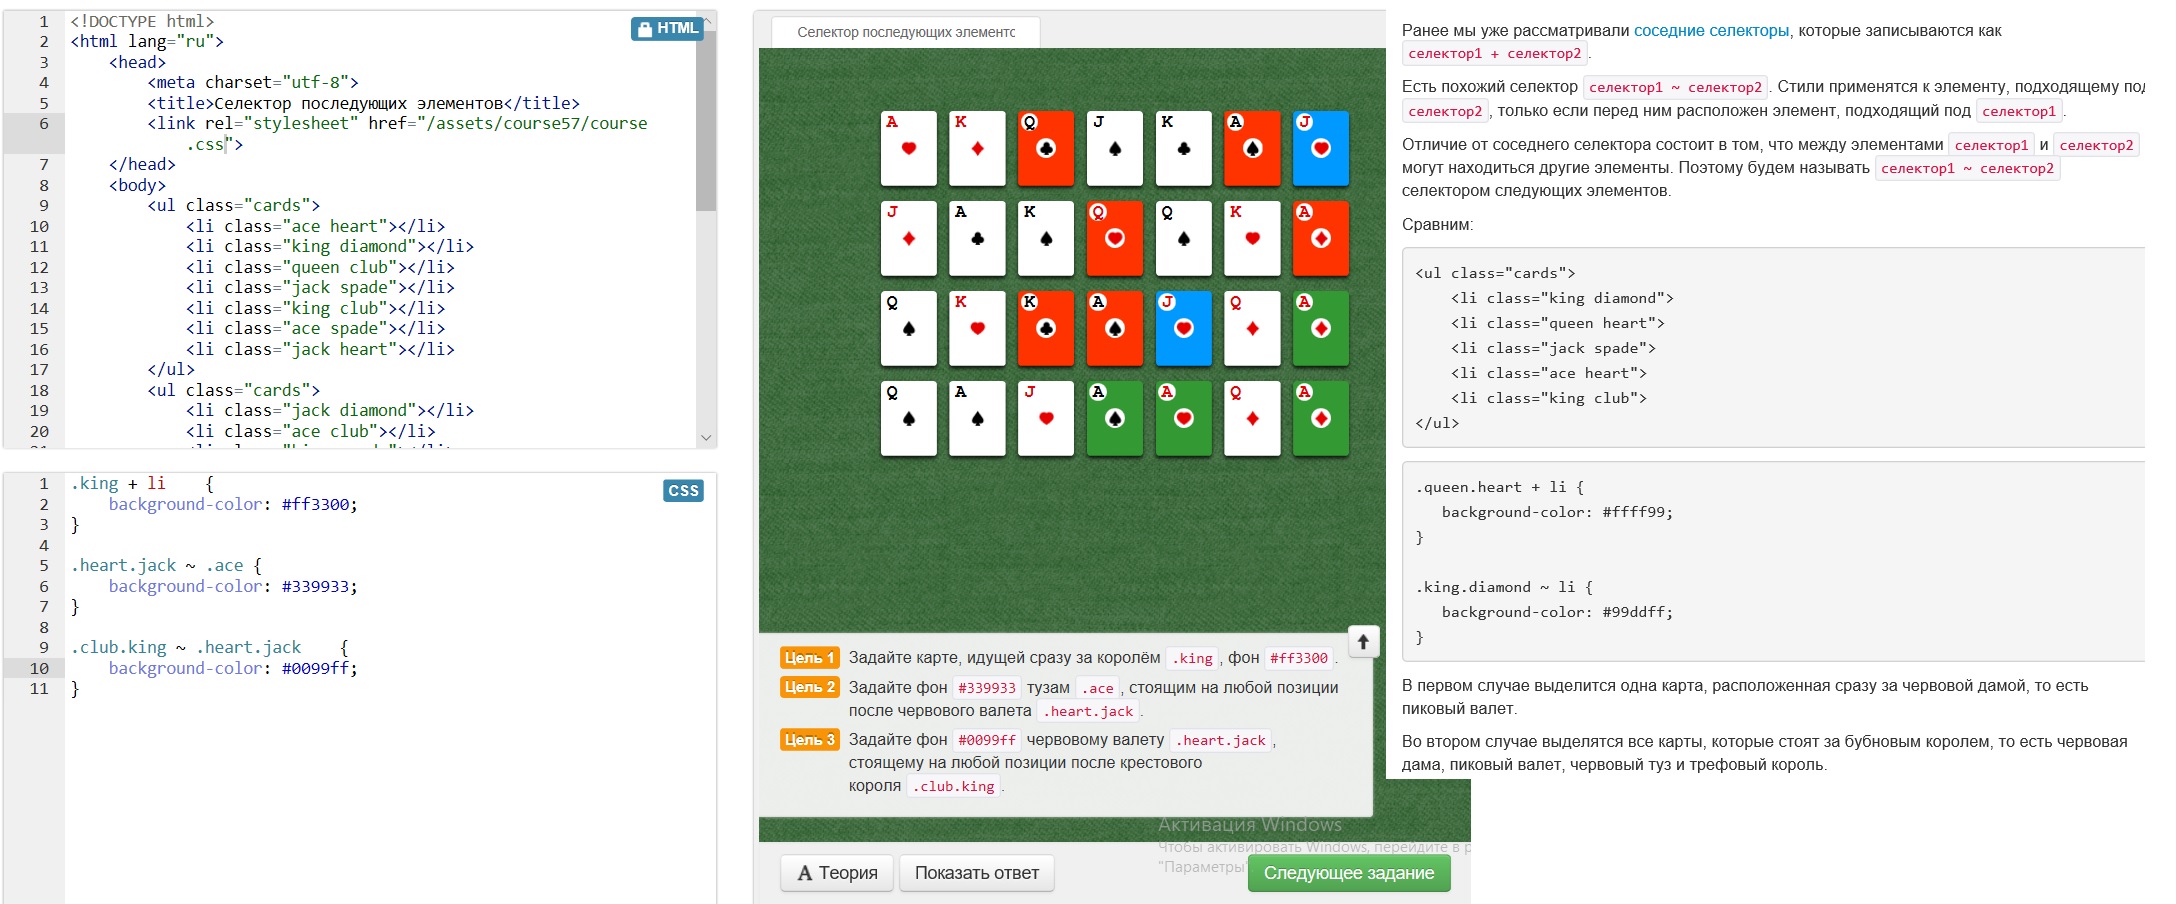 1 <!DOCTYPE html>
2 <html lang="ru">
3 <head>
4 <meta charset="utf-8">
5 <title>Селектор последующих элементов</title>
6 <link rel="stylesheet" href="/assets/course57/course
.css">
7 </head>
8 <body>
9 <ul class="cards">
10 <li class="ace heart"></li>
11 <li class="king diamond"></li>
12 <li class="queen club"></li>
13 <li class="jack spade"></li>
14 <li class="king club"></li>
15 <li class="ace spade"></li>
16 <li class="jack heart"></li>
17 </ul>
18 <ul class="cards">
19 <li class="jack diamond"></li>
20 <li class="ace club"></li>
HTML
1 .king + li {
2 background-color: #ff3300;
3 }
4
5 .heart.jack ~ .ace {
6 background-color: #339933;
7 }
8
9 .club.king ~ .heart.jack {
10 background-color: #0099ff;
11 }
CSS
Селектор последующих элементс
A K Q J K A J
J A K Q Q K A
Q K K A J Q A
Q A J A A Q A
Цель 1 Задайте карте, идущей сразу за королём .king, фон #ff3300.
Цель 2 Задайте фон #339933 тузам .ace, стоящим на любой позиции
после червового валета .heart.jack.
Цель 3 Задайте фон #0099ff червовому валету .heart.jack,
стоящему на любой позиции после крестового
короля .club.king.
Активация Windows
Чтобы активировать Windows, перейдите в р
"Параметры"
A Теория
Показать ответ
Следующее задание
Ранее мы уже рассматривали соседние селекторы, которые записываются как
селектор1 + селектор2.
Есть похожий селектор селектор1 ~ селектор2. Стили применятся к элементу, подходящему под
селектор2, только если перед ним расположен элемент, подходящий под селектор1.
Отличие от соседнего селектора состоит в том, что между элементами селектор1 и селектор2
могут находиться другие элементы. Поэтому будем называть селектор1 ~ селектор2
селектором следующих элементов.
Сравним:
<ul class="cards">
<li class="king diamond">
<li class="queen heart">
<li class="jack spade">
<li class="ace heart">
<li class="king club">
</ul>
.queen.heart + li {
background-color: #ffff99;
}
.king.diamond ~ li {
background-color: #99ddff;
}
В первом случае выделится одна карта, расположенная сразу за червовой дамой, то есть
пиковый валет.
Во втором случае выделятся все карты, которые стоят за бубновым королем, то есть червовая
дама, пиковый валет, червовый туз и трефовый король.